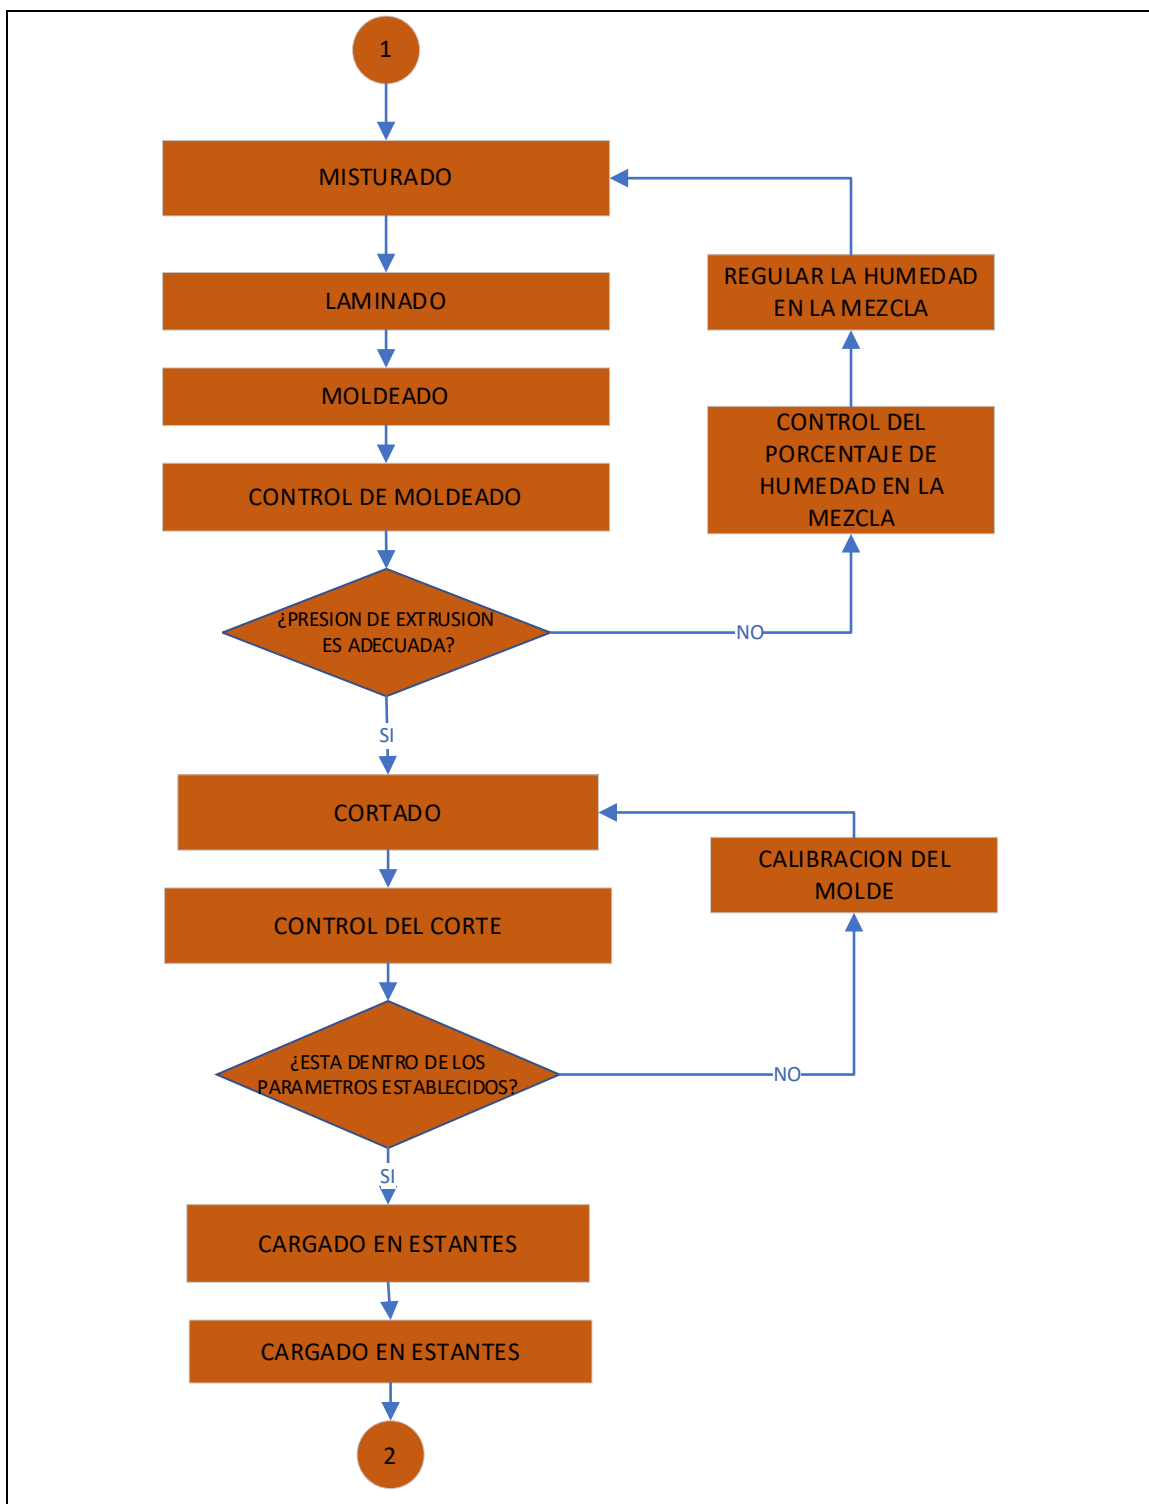 1
MISTURADO
REGULAR LA HUMEDAD
EN LA MEZCLA
LAMINADO
MOLDEADO
CONTROL DEL
PORCENTAJE DE
HUMEDAD EN LA
MEZCLA
CONTROL DE MOLDEADO
¿PRESION DE EXTRUSION
ES ADECUADA?
NO
SI
CORTADO
CALIBRACION DEL
MOLDE
CONTROL DEL CORTE
¿ESTA DENTRO DE LOS
PARAMETROS ESTABLECIDOS?
NO
SI
CARGADO EN ESTANTES
CARGADO EN ESTANTES
2